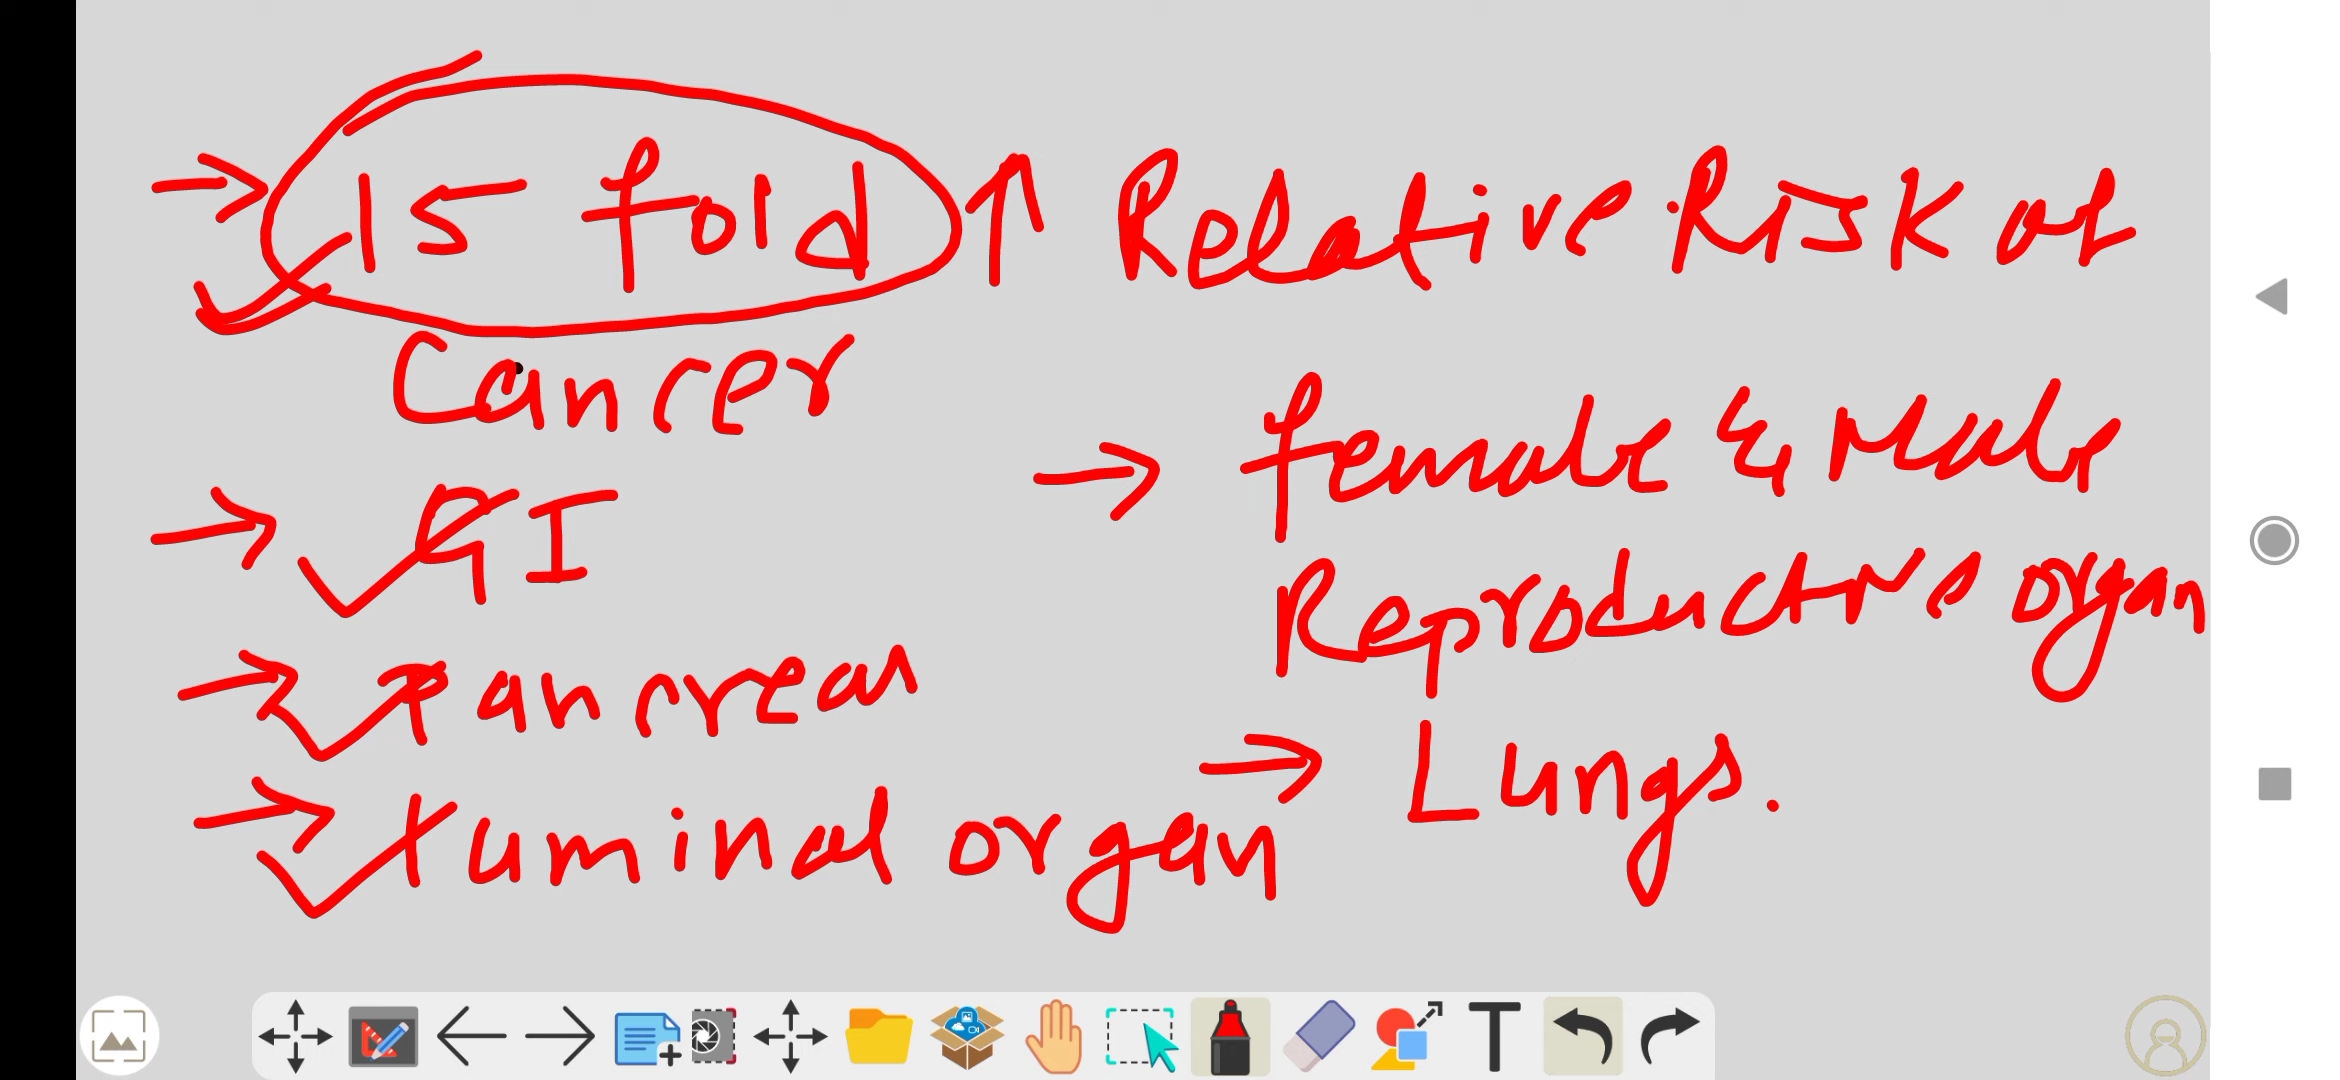 → 15 fold ↑ Relative Risk of
Cancer
→ GI
→ Pancreas
→ Luminal organ
→ female & Male
Reproductive organ
→ Lungs.
T